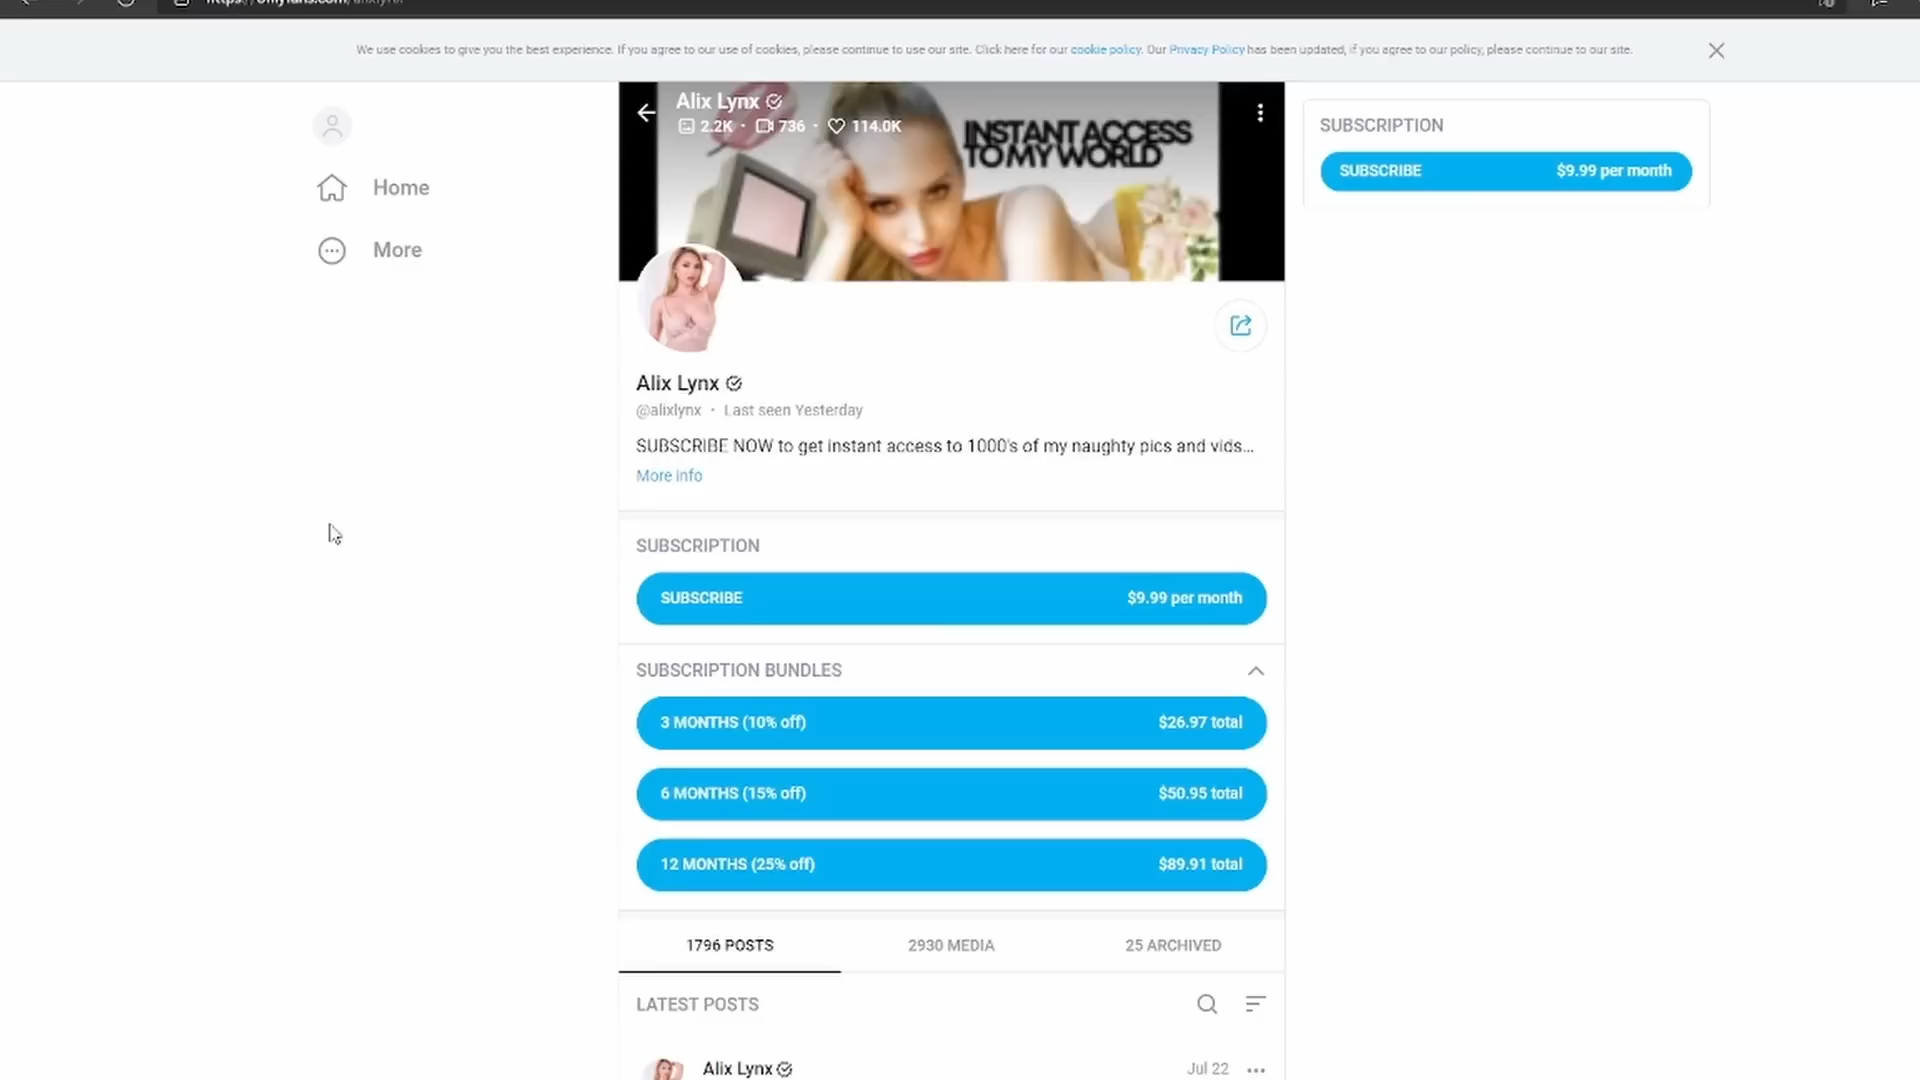 We use cookies to give you the best experience. If you agree to our use of cookies, please continue to use our site. Click here for our cookie policy. Our Privacy Policy has been updated, if you agree to our policy, please continue to our site.
Alix Lynx
2.2K · 736 · 114.0K
INSTANT ACCESS
TO MY WORLD
SUBSCRIPTION
SUBSCRIBE $9.99 per month
Home
More
Alix Lynx
@alixlynx · Last seen Yesterday
SUBSCRIBE NOW to get instant access to 1000's of my naughty pics and vids...
More info
SUBSCRIPTION
SUBSCRIBE $9.99 per month
SUBSCRIPTION BUNDLES
3 MONTHS (10% off) $26.97 total
6 MONTHS (15% off) $50.95 total
12 MONTHS (25% off) $89.91 total
1796 POSTS 2930 MEDIA 25 ARCHIVED
LATEST POSTS
Alix Lynx Jul 22